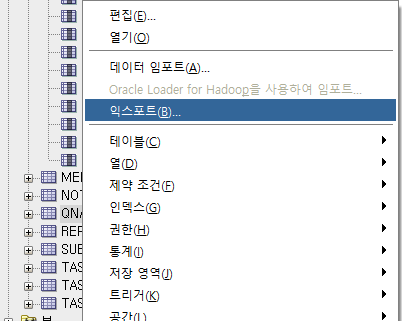 편집(E)...
열기(O)
데이터 임포트(A)...
Oracle Loader for Hadoop을 사용하여 임포트...
익스포트(B)...
테이블(C)
열(D)
제약 조건(F)
인덱스(G)
권한(H)
통계(I)
저장 영역(J)
트리거(K)
공간(L)
MEI
NOT
QNA
REP
SUB
TAS
TAS
TAS